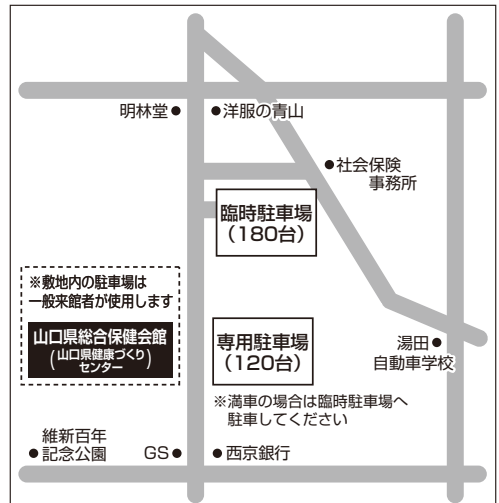 明林堂
洋服の青山
社会保険
事務所
臨時駐車場
（180台）
※敷地内の駐車場は
一般来館者が使用します
山口県総合保健会館
（山口県健康づくり
センター）
専用駐車場
（120台）
湯田
自動車学校
※満車の場合は臨時駐車場へ
駐車してください
維新百年
記念公園
GS
西京銀行